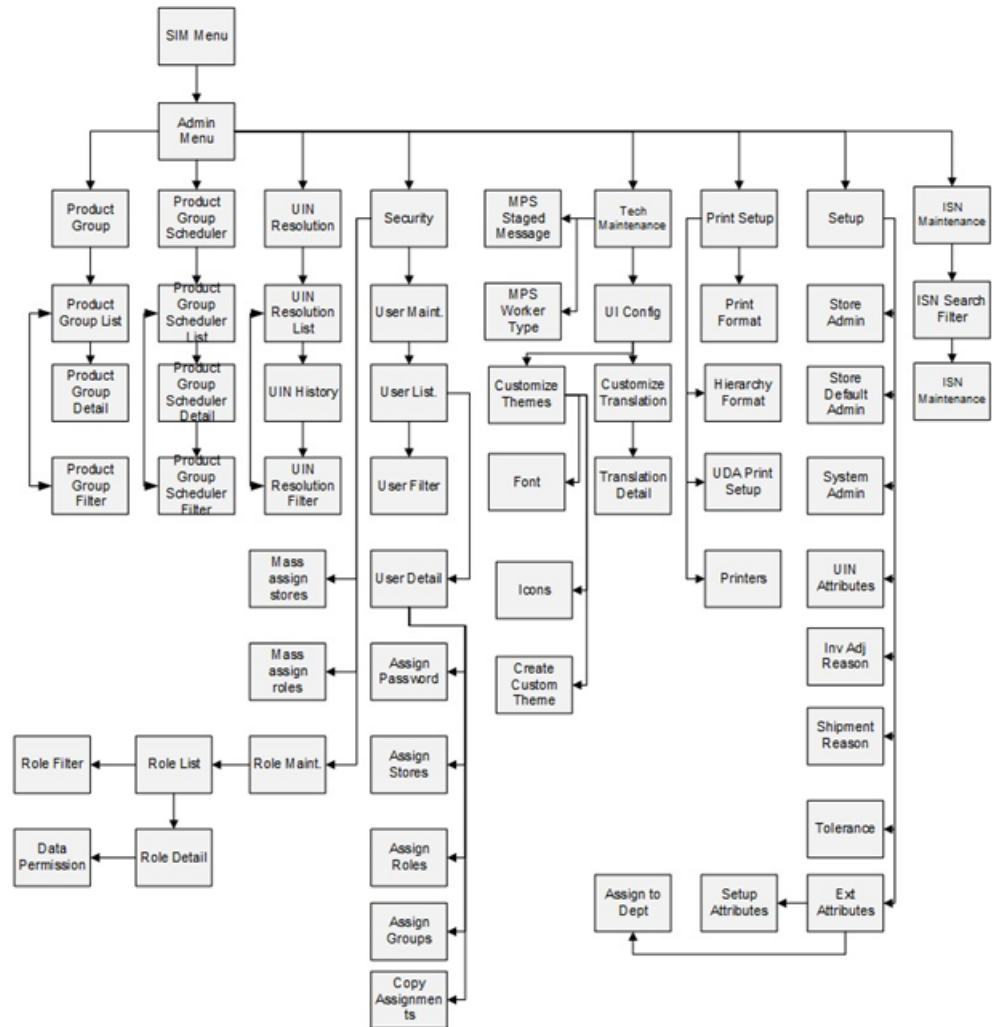 SIM Menu
Admin
Menu
Product
Group
Product
Group
Scheduler
UIN
Resolution
Security
MPS
Staged
Message
Tech
Maintenance
Print Setup
Setup
ISN
Maintenance
Product
Group List
Product
Group
Scheduler
List
UIN
Resolution
List
User Maint.
MPS
Worker
Type
UI Config
Print
Format
Store
Admin
ISN Search
Filter
Product
Group
Detail
Product
Group
Scheduler
Detail
UIN History
User List.
Customize
Themes
Customize
Translation
Hierarchy
Format
Store
Default
Admin
ISN
Maintenance
Product
Group
Filter
Product
Group
Scheduler
Filter
UIN
Resolution
Filter
User Filter
Font
Translation
Detail
UDA Print
Setup
System
Admin
Mass
assign
stores
User Detail
Icons
Printers
UIN
Attributes
Mass
assign
roles
Assign
Password
Create
Custom
Theme
Inv Adj
Reason
Role Filter
Role List
Role Maint.
Assign
Stores
Shipment
Reason
Data
Permission
Role Detail
Assign
Roles
Tolerance
Assign
Groups
Assign to
Dept
Setup
Attributes
Ext
Attributes
Copy
Assignmen
ts